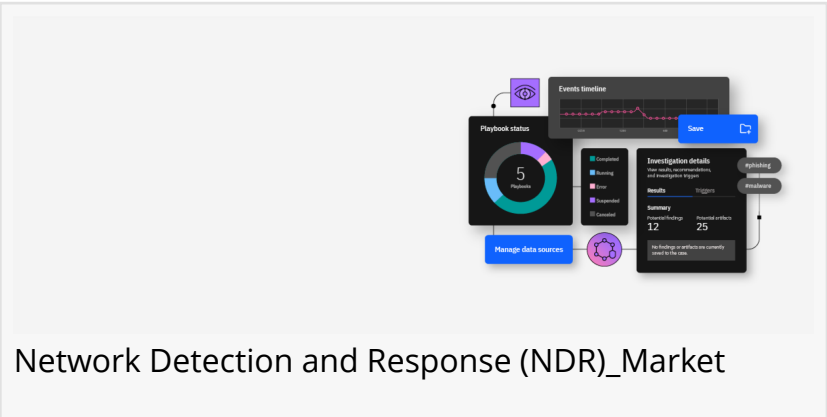 Events timeline
Playbook status
Save
5
Playbooks
Completed
Running
Error
Suspended
Canceled
Investigation details
View results, recommendations,
and investigation triggers
Results Triggers
Summary
Potential findings Potential artifacts
12 25
No findings or artifacts are currently
saved to the case.
#phishing
#malware
Manage data sources
Network Detection and Response (NDR)_Market